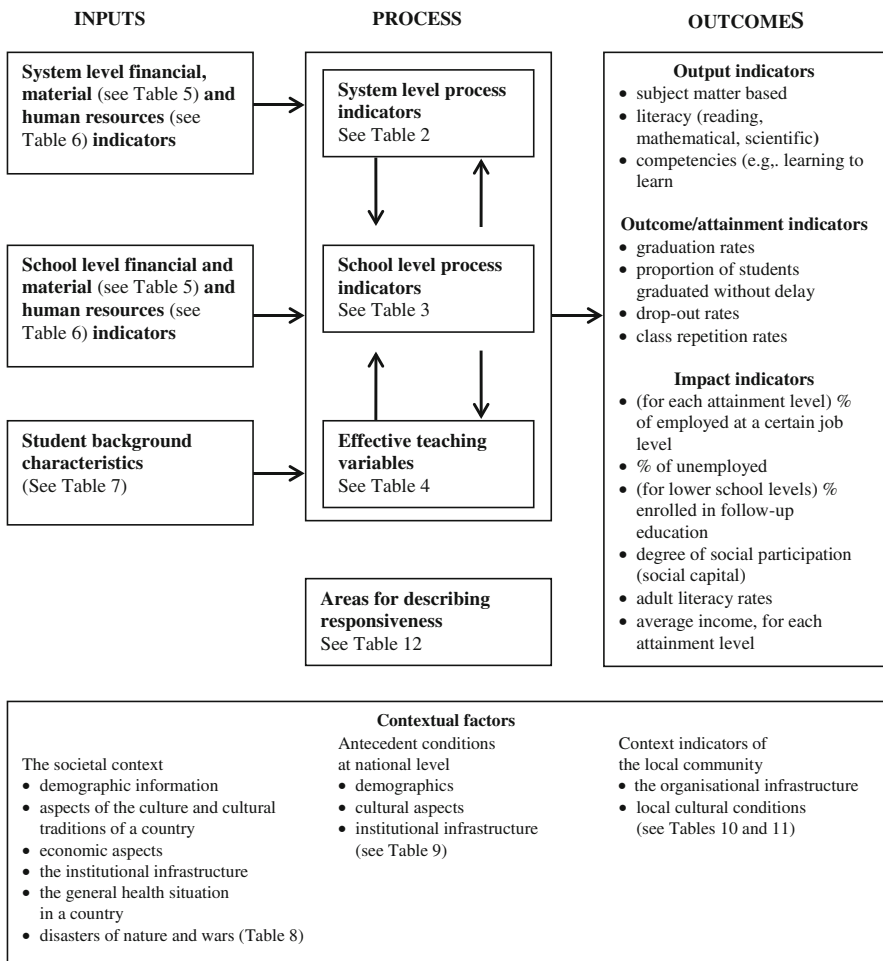 INPUTS
PROCESS
OUTCOMES
System level financial,
material (see Table 5) and
human resources (see
Table 6) indicators
System level process
indicators
See Table 2
School level financial and
material (see Table 5) and
human resources (see
Table 6) indicators
School level process
indicators
See Table 3
Student background
characteristics
(See Table 7)
Effective teaching
variables
See Table 4
Areas for describing
responsiveness
See Table 12
Output indicators
• subject matter based
• literacy (reading,
mathematical, scientific)
• competencies (e.g,. learning to
learn
Outcome/attainment indicators
• graduation rates
• proportion of students
graduated without delay
• drop-out rates
• class repetition rates
Impact indicators
• (for each attainment level) %
of employed at a certain job
level
• % of unemployed
• (for lower school levels) %
enrolled in follow-up
education
• degree of social participation
(social capital)
• adult literacy rates
• average income, for each
attainment level
Contextual factors
The societal context
• demographic information
• aspects of the culture and cultural
traditions of a country
• economic aspects
• the institutional infrastructure
• the general health situation
in a country
• disasters of nature and wars (Table 8)
Antecedent conditions
at national level
• demographics
• cultural aspects
• institutional infrastructure
(see Table 9)
Context indicators of
the local community
• the organisational infrastructure
• local cultural conditions
(see Tables 10 and 11)